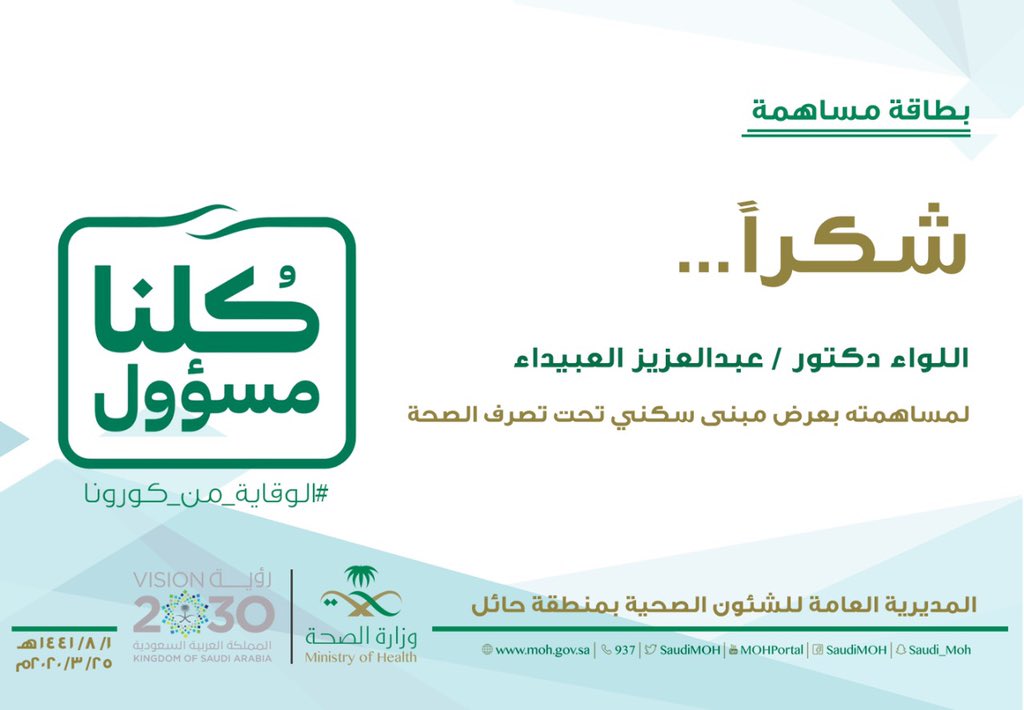 بطاقة مساهمة
شكراً...
اللواء دكتور / عبدالعزيز العبيداء
لمساهمته بعرض مبنى سكني تحت تصرف الصحة
كُلنا
مسؤول
#الوقاية_من_كورونا
المديرية العامة للشئون الصحية بمنطقة حائل
www.moh.gov.sa | 937 | SaudiMOH | MOHPortal | SaudiMOH | Saudi_Moh
وزارة الصحة
Ministry of Health
VISION رؤيـــة
2030
المملكة العربية السعودية
KINGDOM OF SAUDI ARABIA
١٤٤١/٨/١هـ
٢٠٢٠/٣/٢٥م